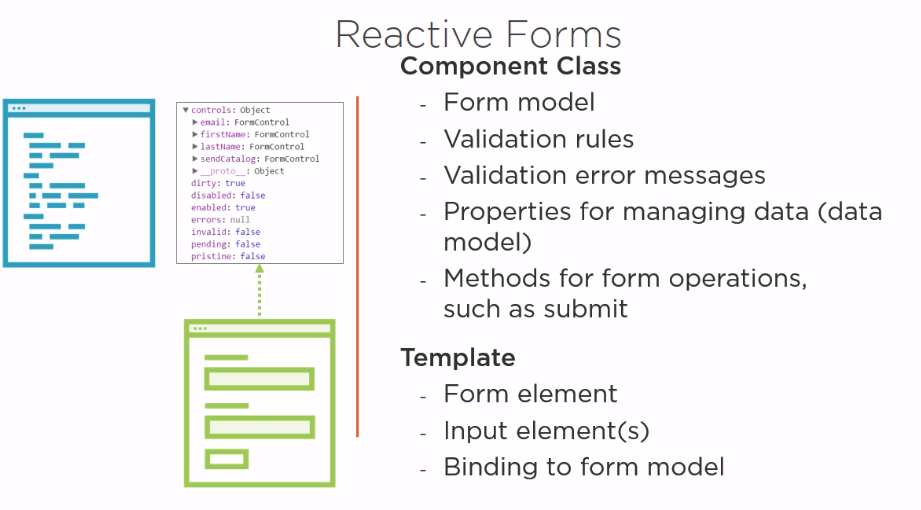 Reactive Forms
▼ controls: Object
▶ email: FormControl
▶ firstName: FormControl
▶ lastName: FormControl
▶ sendCatalog: FormControl
▶ __proto__: Object
dirty: true
disabled: false
enabled: true
errors: null
invalid: false
pending: false
pristine: false
Component Class
- Form model
- Validation rules
- Validation error messages
- Properties for managing data (data
model)
- Methods for form operations,
such as submit
Template
- Form element
- Input element(s)
- Binding to form model